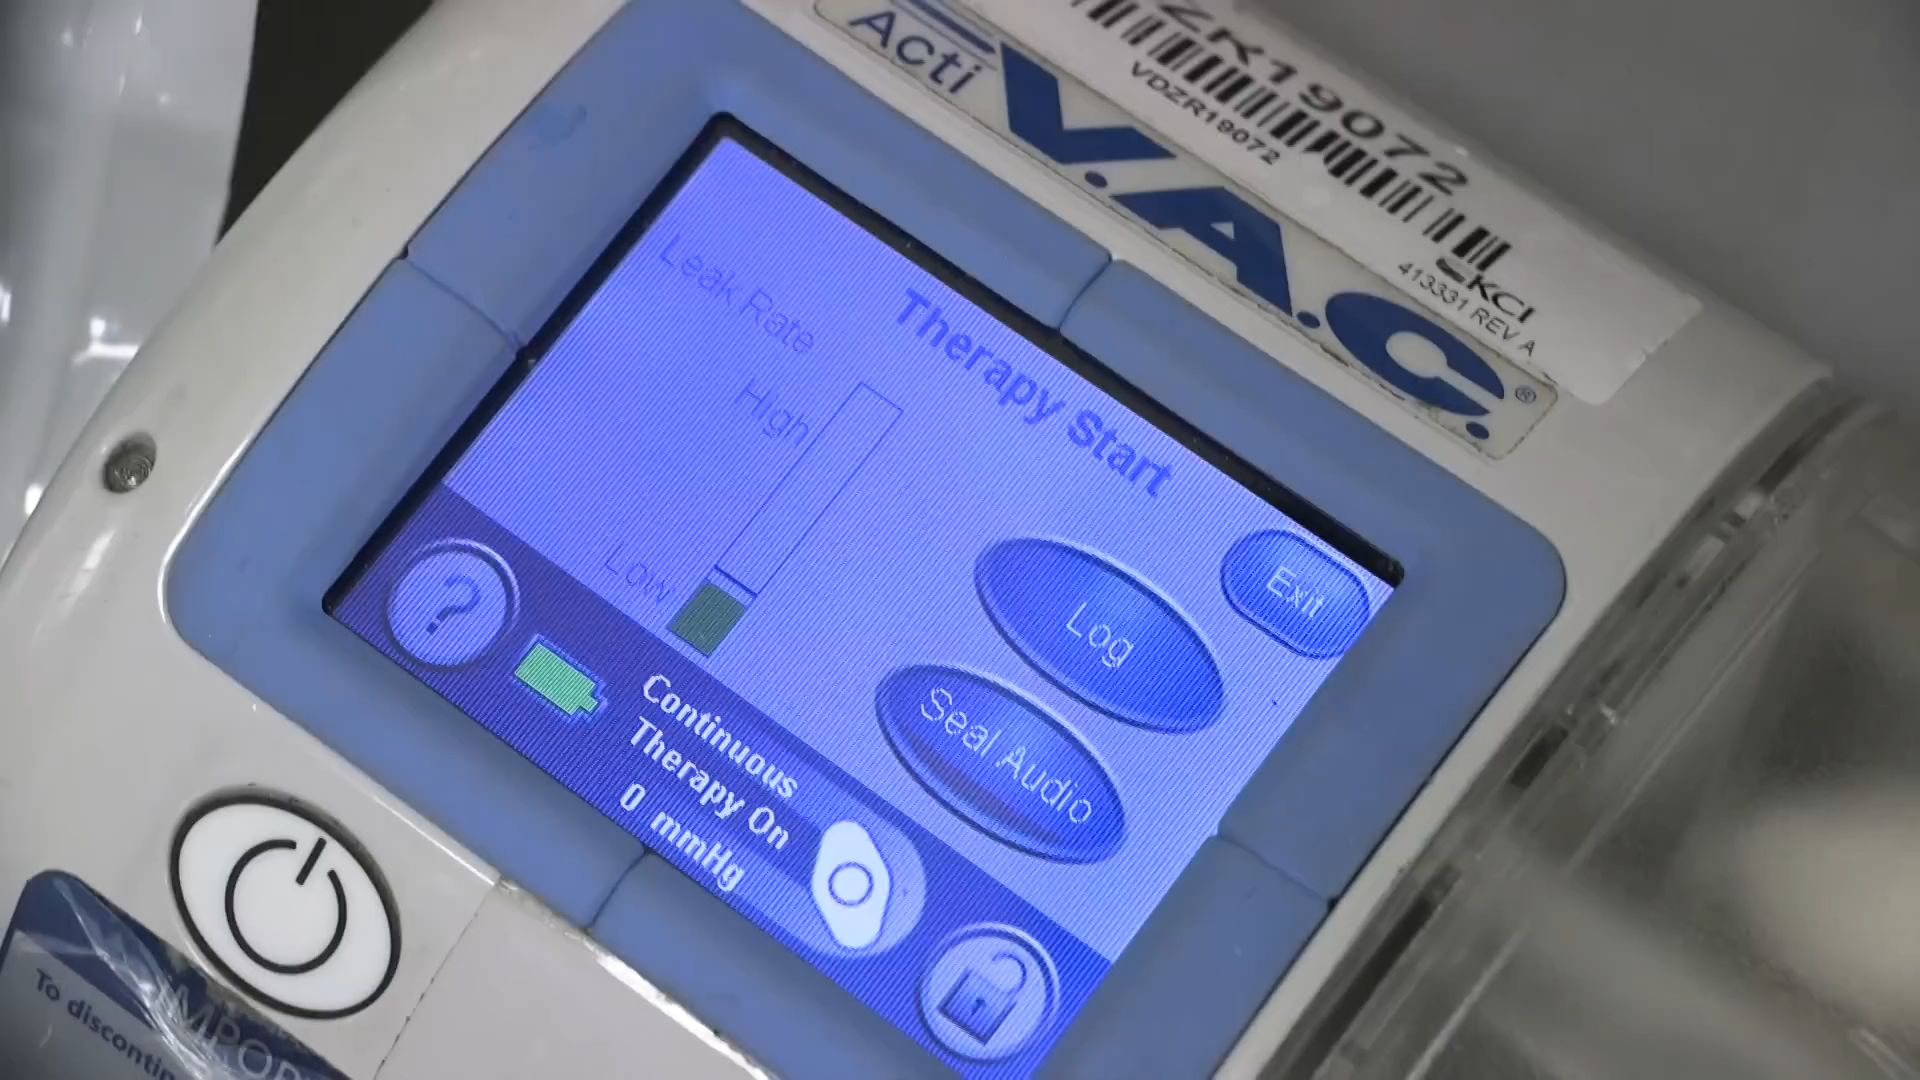 Acti
V.A.C.®
ZK19072
VDZR19072
KCI
413331 REV A
Therapy Start
Leak Rate
High
Low
Log
Exit
Seal Audio
?
Continuous
Therapy On
0 mmHg
To discontin